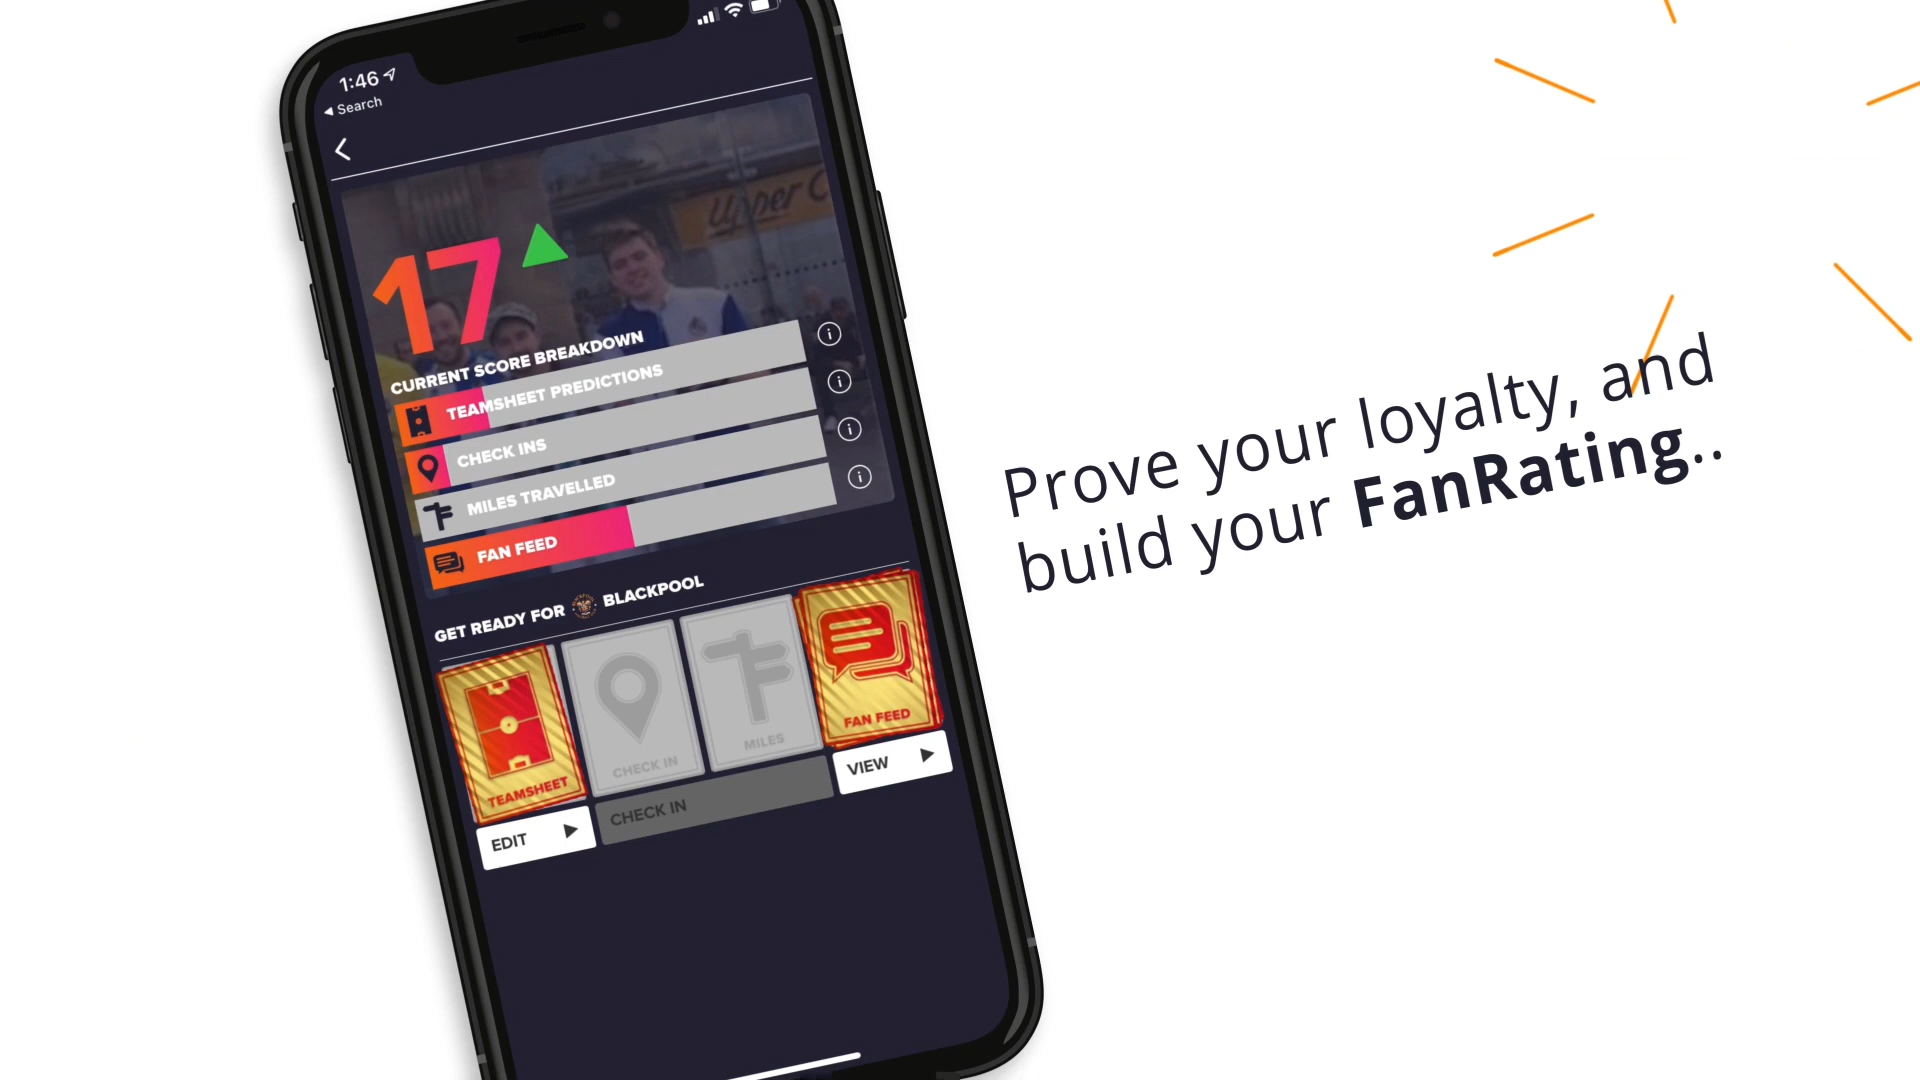 1:46
Search
Upper C
17
CURRENT SCORE BREAKDOWN
TEAMSHEET PREDICTIONS
CHECK INS
MILES TRAVELLED
FAN FEED
GET READY FOR BLACKPOOL
TEAMSHEET
CHECK IN
MILES
FAN FEED
EDIT
CHECK IN
VIEW
Prove your loyalty, and
build your FanRating..